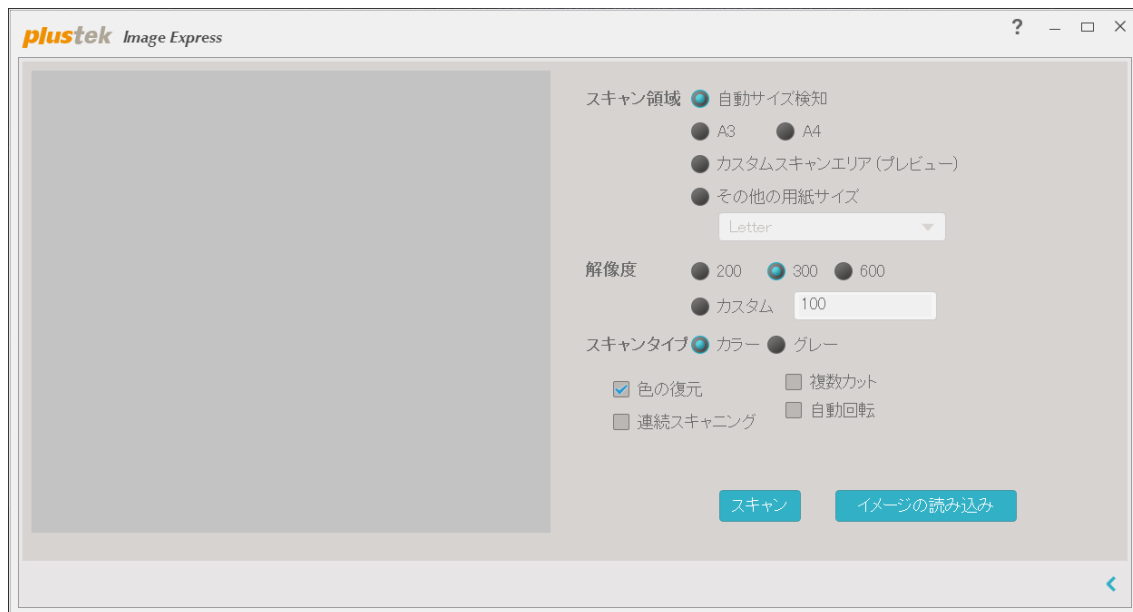 plustek Image Express
?
スキャン領域 自動サイズ検知
A3 A4
カスタムスキャンエリア(プレビュー)
その他の用紙サイズ
Letter
解像度 200 300 600
カスタム 100
スキャンタイプ カラー グレー
色の復元 複数カット
連続スキャニング 自動回転
スキャン イメージの読み込み